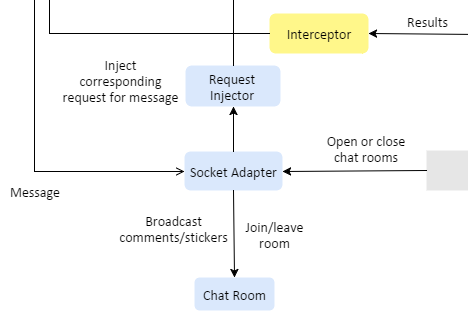 Results
Interceptor
Inject
corresponding
request for message
Request
Injector
Open or close
chat rooms
Socket Adapter
Message
Broadcast
comments/stickers
Join/leave
room
Chat Room